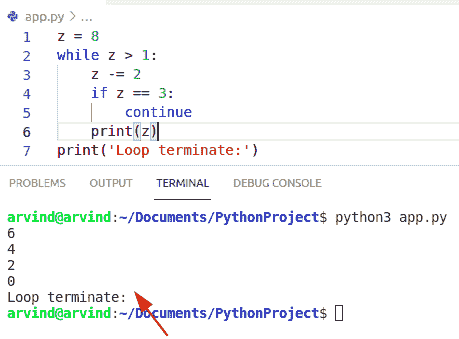 app.py > ...
1 z = 8
2 while z > 1:
3     z -= 2
4     if z == 3:
5         continue
6     print(z)
7 print('Loop terminate:')
PROBLEMS OUTPUT TERMINAL DEBUG CONSOLE
arvind@arvind:~/Documents/PythonProject$ python3 app.py
6
4
2
0
Loop terminate:
arvind@arvind:~/Documents/PythonProject$